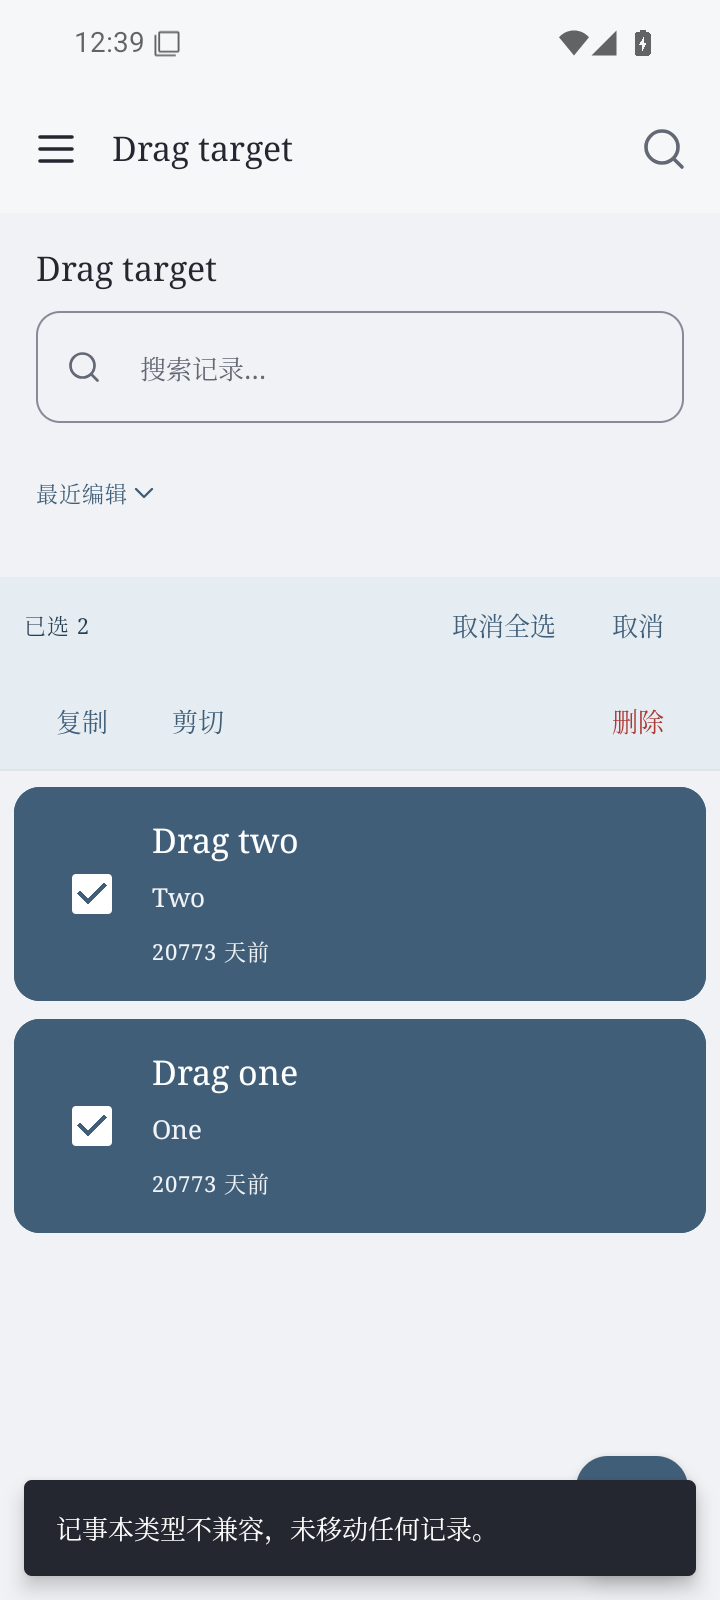 12:39
Drag target
Drag target
搜索记录...
最近编辑
已选 2
取消全选
取消
复制
剪切
删除
Drag two
Two
20773 天前
Drag one
One
20773 天前
记事本类型不兼容，未移动任何记录。